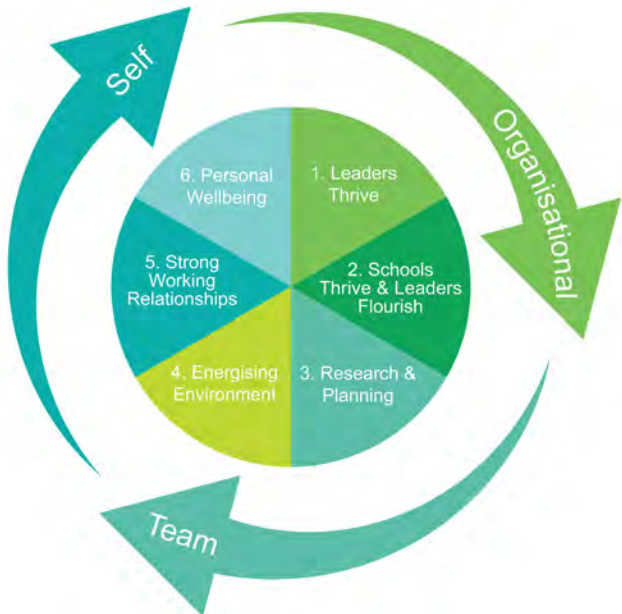 Self
Organisational
Team
1. Leaders
Thrive
2. Schools
Thrive & Leaders
Flourish
3. Research &
Planning
4. Energising
Environment
5. Strong
Working
Relationships
6. Personal
Wellbeing